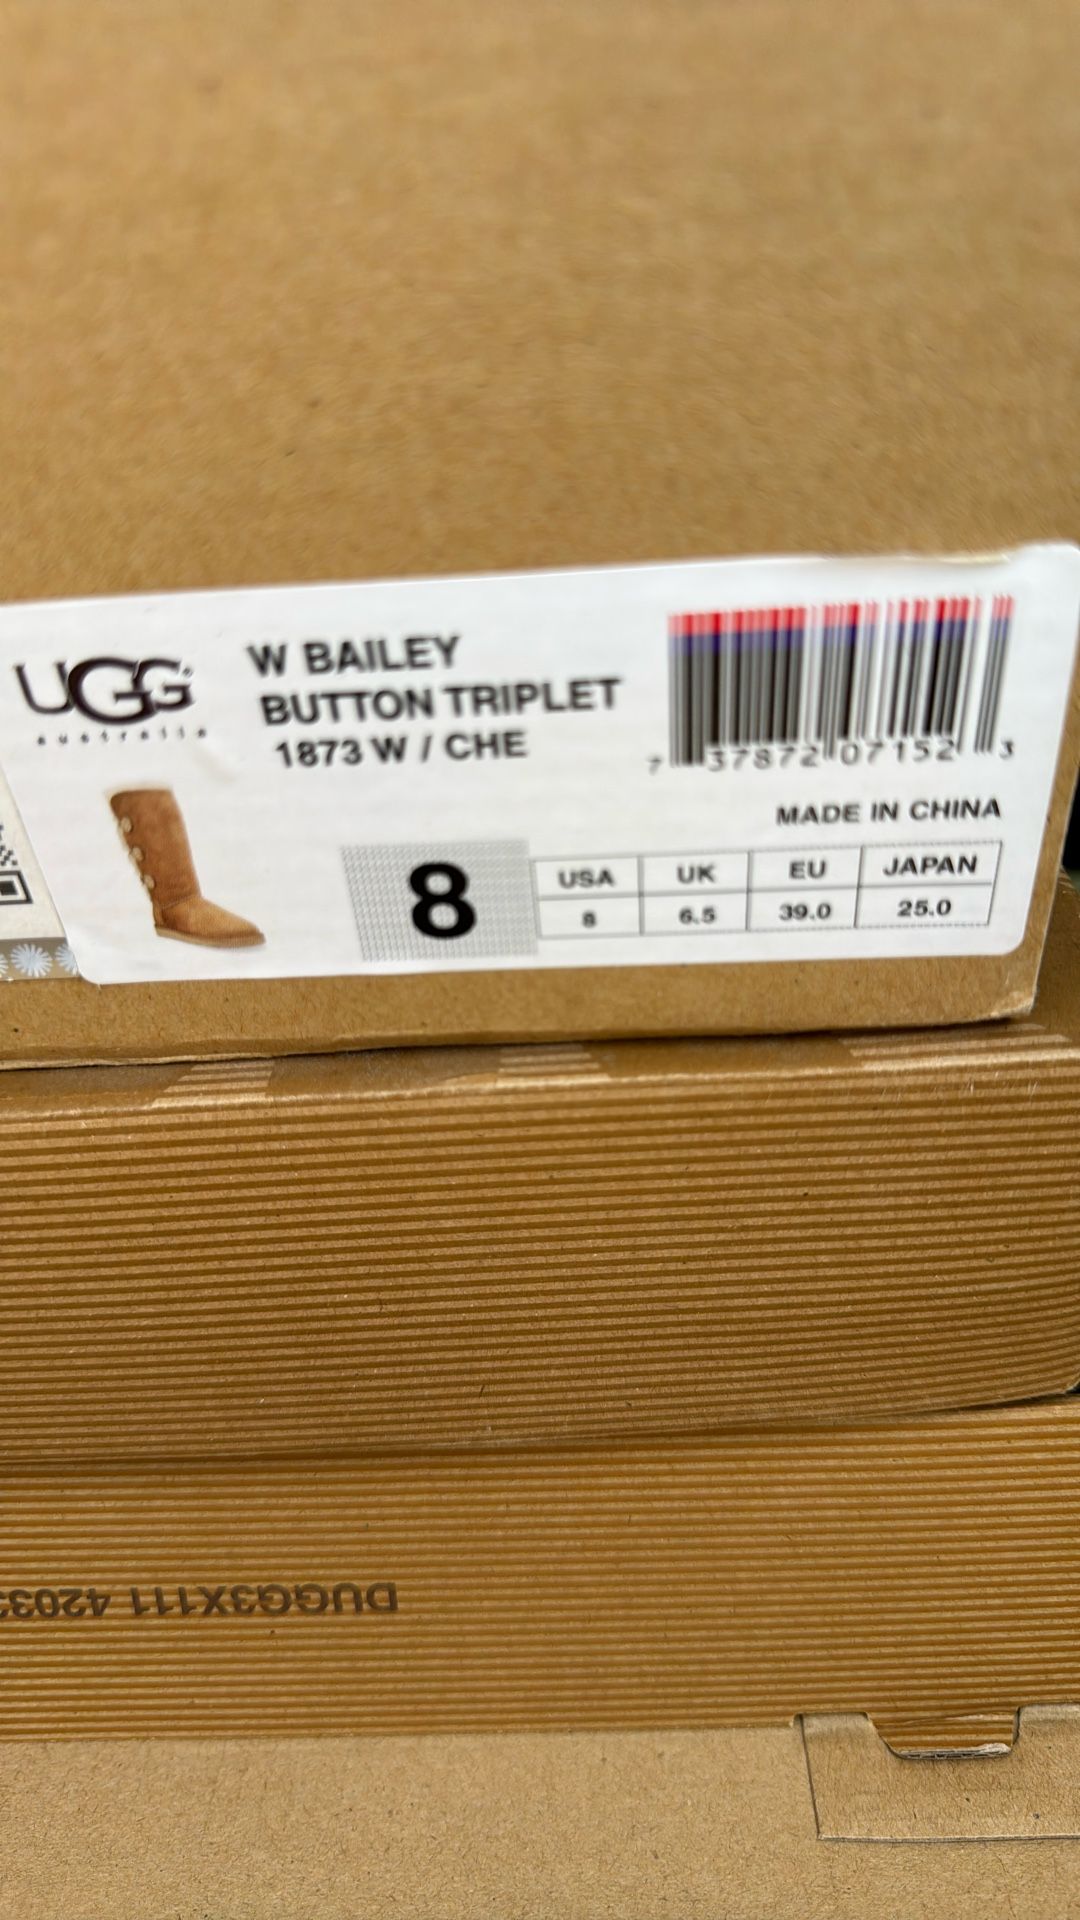 UGG®
australia
W BAILEY
BUTTON TRIPLET
1873 W / CHE
7 37872 07152 3
MADE IN CHINA
8
USA UK EU JAPAN
8 6.5 39.0 25.0
DUGG3X111 4203